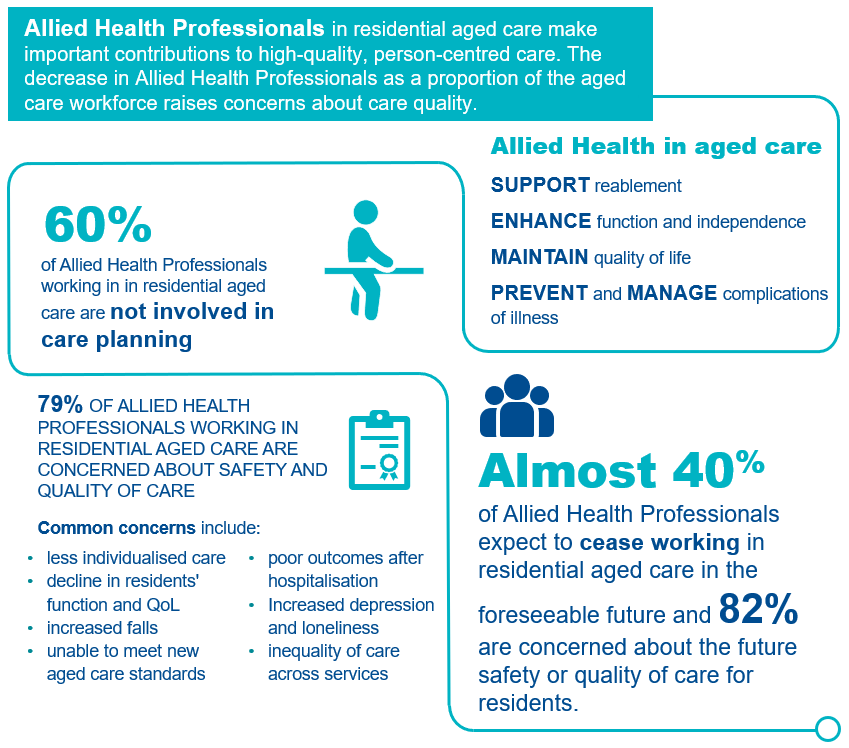 Allied Health Professionals in residential aged care make
important contributions to high-quality, person-centred care. The
decrease in Allied Health Professionals as a proportion of the aged
care workforce raises concerns about care quality.
Allied Health in aged care
SUPPORT reablement
ENHANCE function and independence
MAINTAIN quality of life
PREVENT and MANAGE complications
of illness
60%
of Allied Health Professionals
working in in residential aged
care are not involved in
care planning
79% OF ALLIED HEALTH
PROFESSIONALS WORKING IN
RESIDENTIAL AGED CARE ARE
CONCERNED ABOUT SAFETY AND
QUALITY OF CARE
Common concerns include:
• less individualised care
• decline in residents'
function and QoL
• increased falls
• unable to meet new
aged care standards
• poor outcomes after
hospitalisation
• Increased depression
and loneliness
• inequality of care
across services
Almost 40%
of Allied Health Professionals
expect to cease working in
residential aged care in the
foreseeable future and 82%
are concerned about the future
safety or quality of care for
residents.